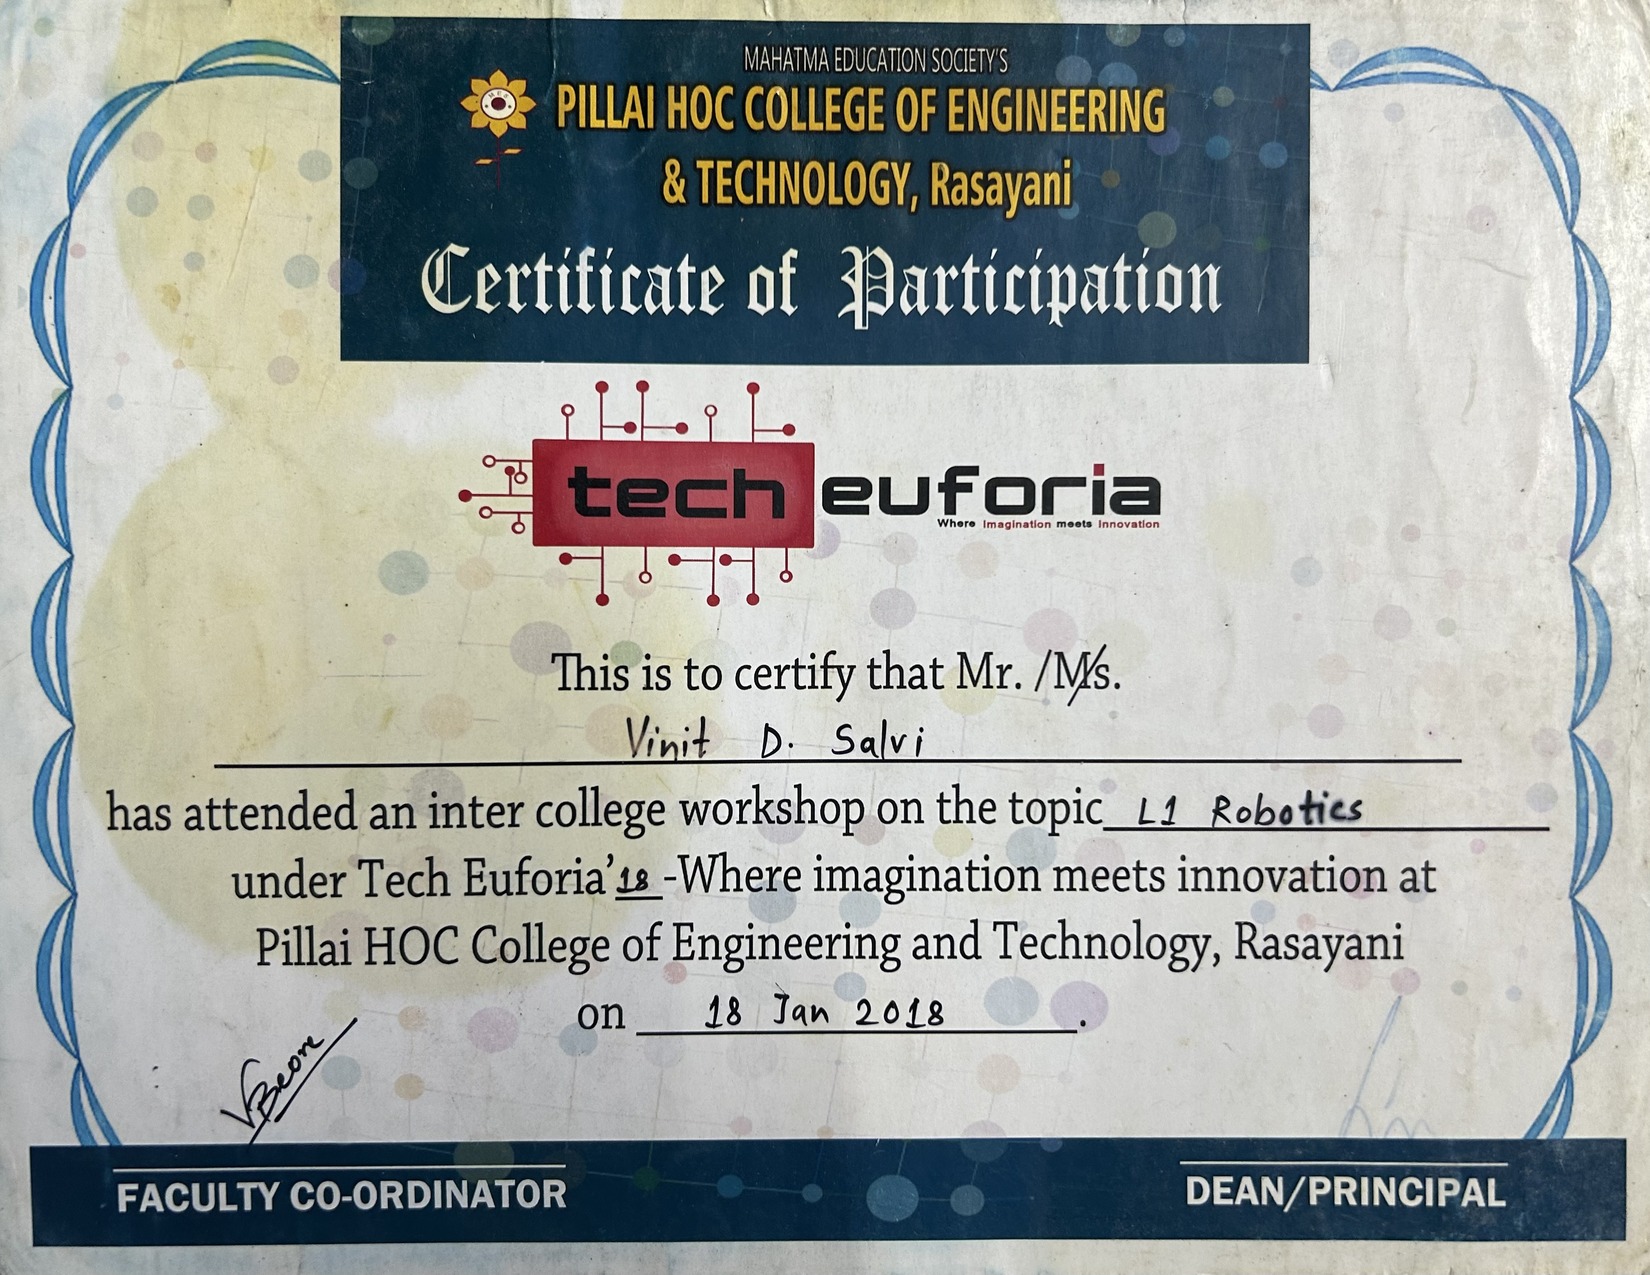 MAHATMA EDUCATION SOCIETY'S
PILLAI HOC COLLEGE OF ENGINEERING
& TECHNOLOGY, Rasayani
Certificate of Participation
tech euforia
Where Imagination meets Innovation
This is to certify that Mr. /Ms.
Vinit D. Salvi
has attended an inter college workshop on the topic L1 Robotics
under Tech Euforia'18 -Where imagination meets innovation at
Pillai HOC College of Engineering and Technology, Rasayani
on 18 Jan 2018.
FACULTY CO-ORDINATOR
DEAN/PRINCIPAL